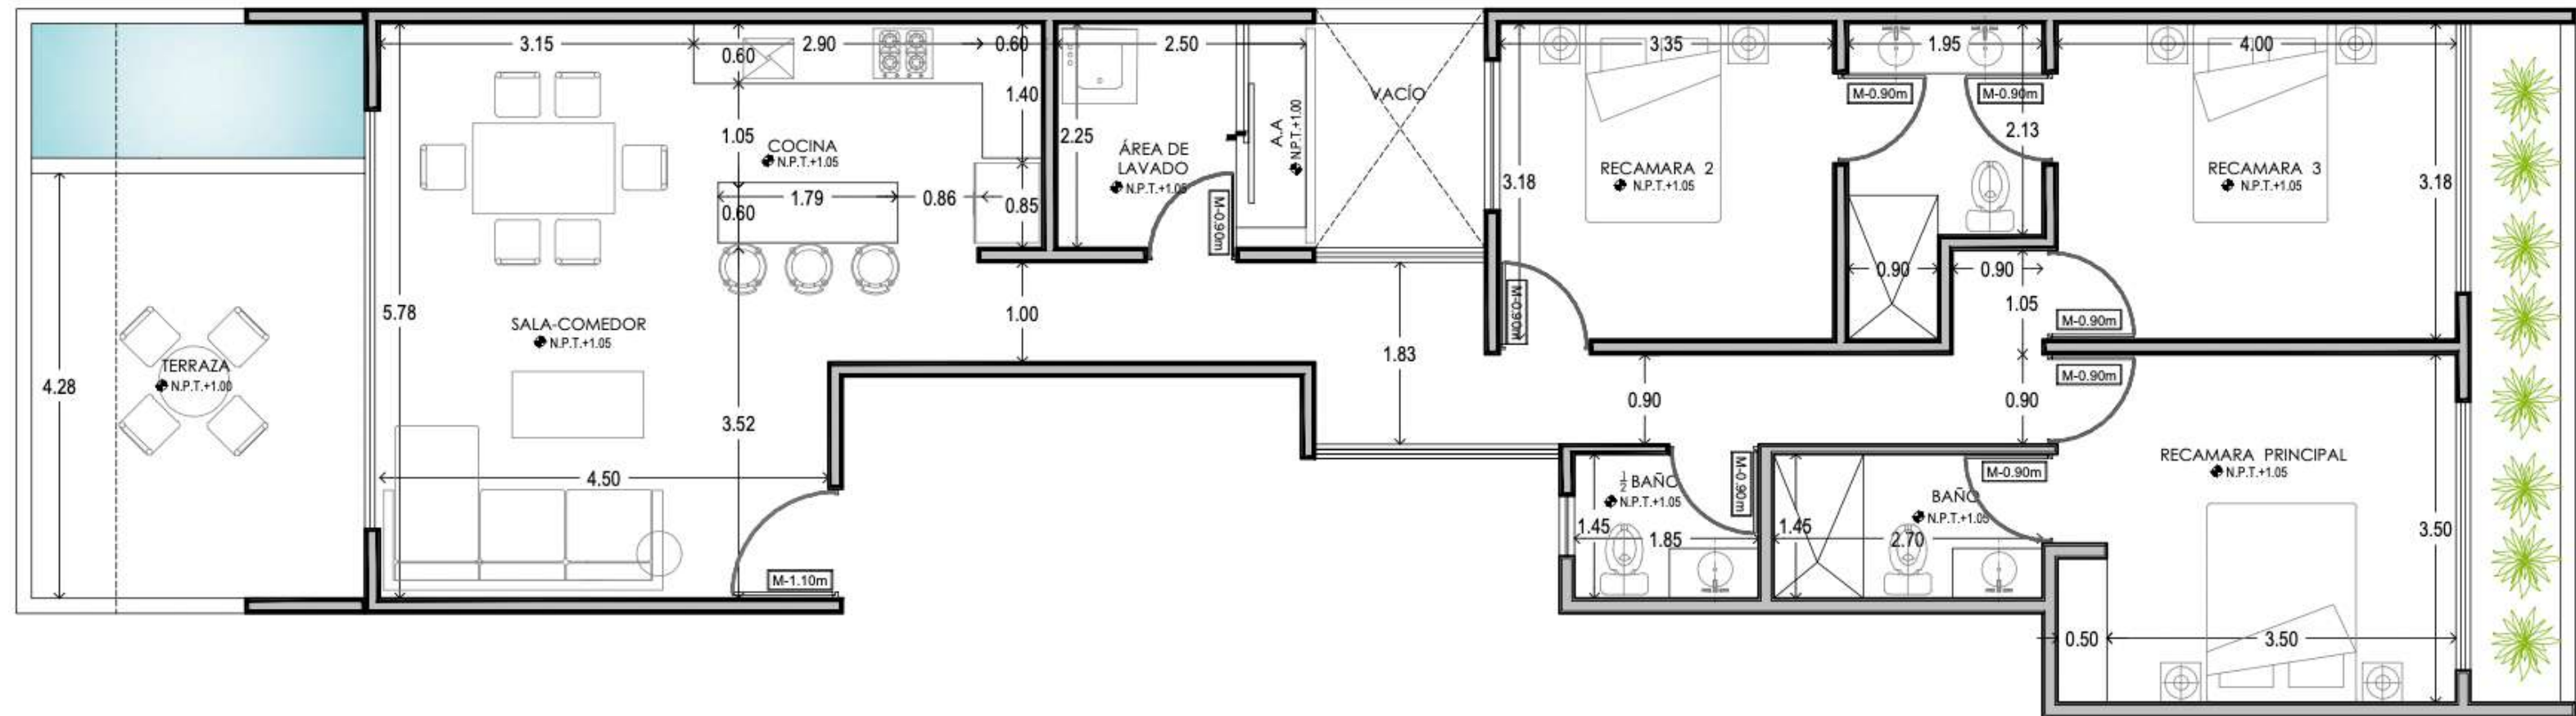 3.15
0.60
2.90
0.60
2.50
VACÍO
3.35
1.95
4.00
M-0.90m
M-0.90m
1.40
1.05
COCINA
N.P.T.+1.05
2.25
ÁREA DE
LAVADO
N.P.T.+1.05
A.A
N.P.T.+1.00
2.13
3.18
RECAMARA 2
N.P.T.+1.05
RECAMARA 3
N.P.T.+1.05
3.18
1.79
0.60
0.86
0.85
M-0.90m
0.90
0.90
1.05
M-0.90m
M-0.90m
5.78
SALA-COMEDOR
N.P.T.+1.05
1.00
1.83
TERRAZA
N.P.T.+1.00
4.28
M-0.90m
3.52
0.90
0.90
4.50
RECAMARA PRINCIPAL
N.P.T.+1.05
M-0.90m
½ BAÑO
N.P.T.+1.05
M-0.90m
BAÑO
N.P.T.+1.05
1.45
1.85
1.45
2.70
3.50
M-1.10m
0.50
3.50